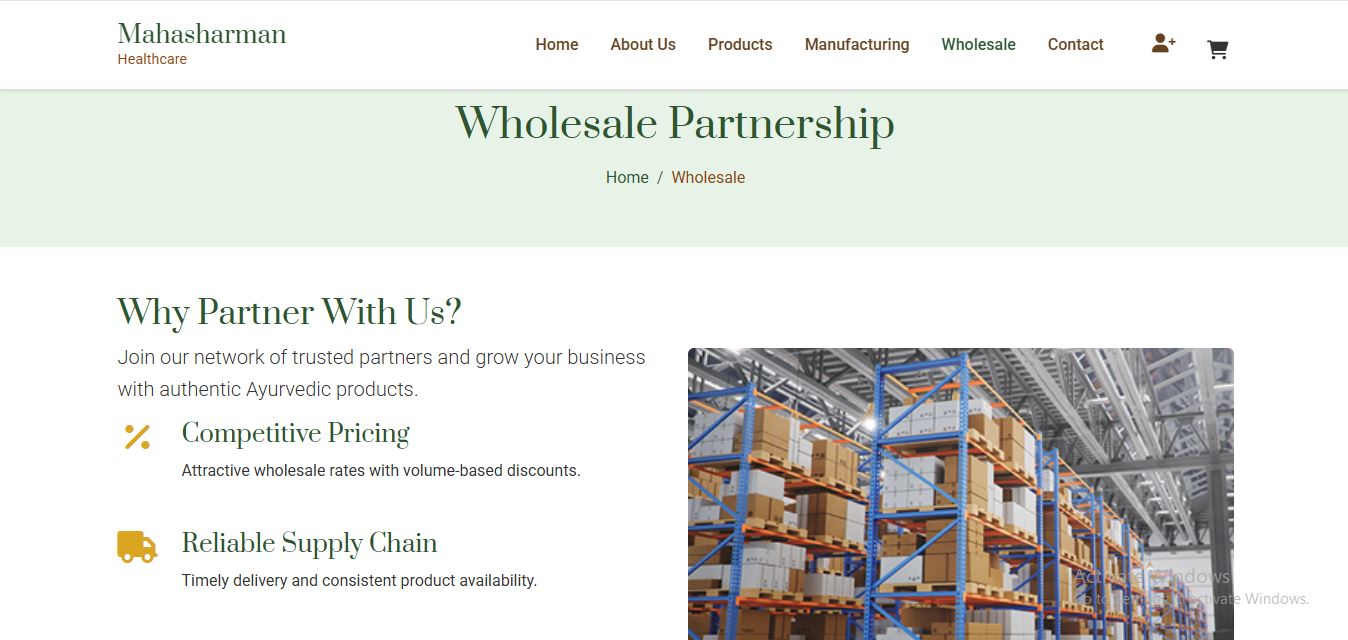 Mahasharman
Healthcare
Home About Us Products Manufacturing Wholesale Contact
Wholesale Partnership
Home / Wholesale
Why Partner With Us?
Join our network of trusted partners and grow your business
with authentic Ayurvedic products.
Competitive Pricing
Attractive wholesale rates with volume-based discounts.
Reliable Supply Chain
Timely delivery and consistent product availability.
Activate Windows
Go to Settings to activate Windows.